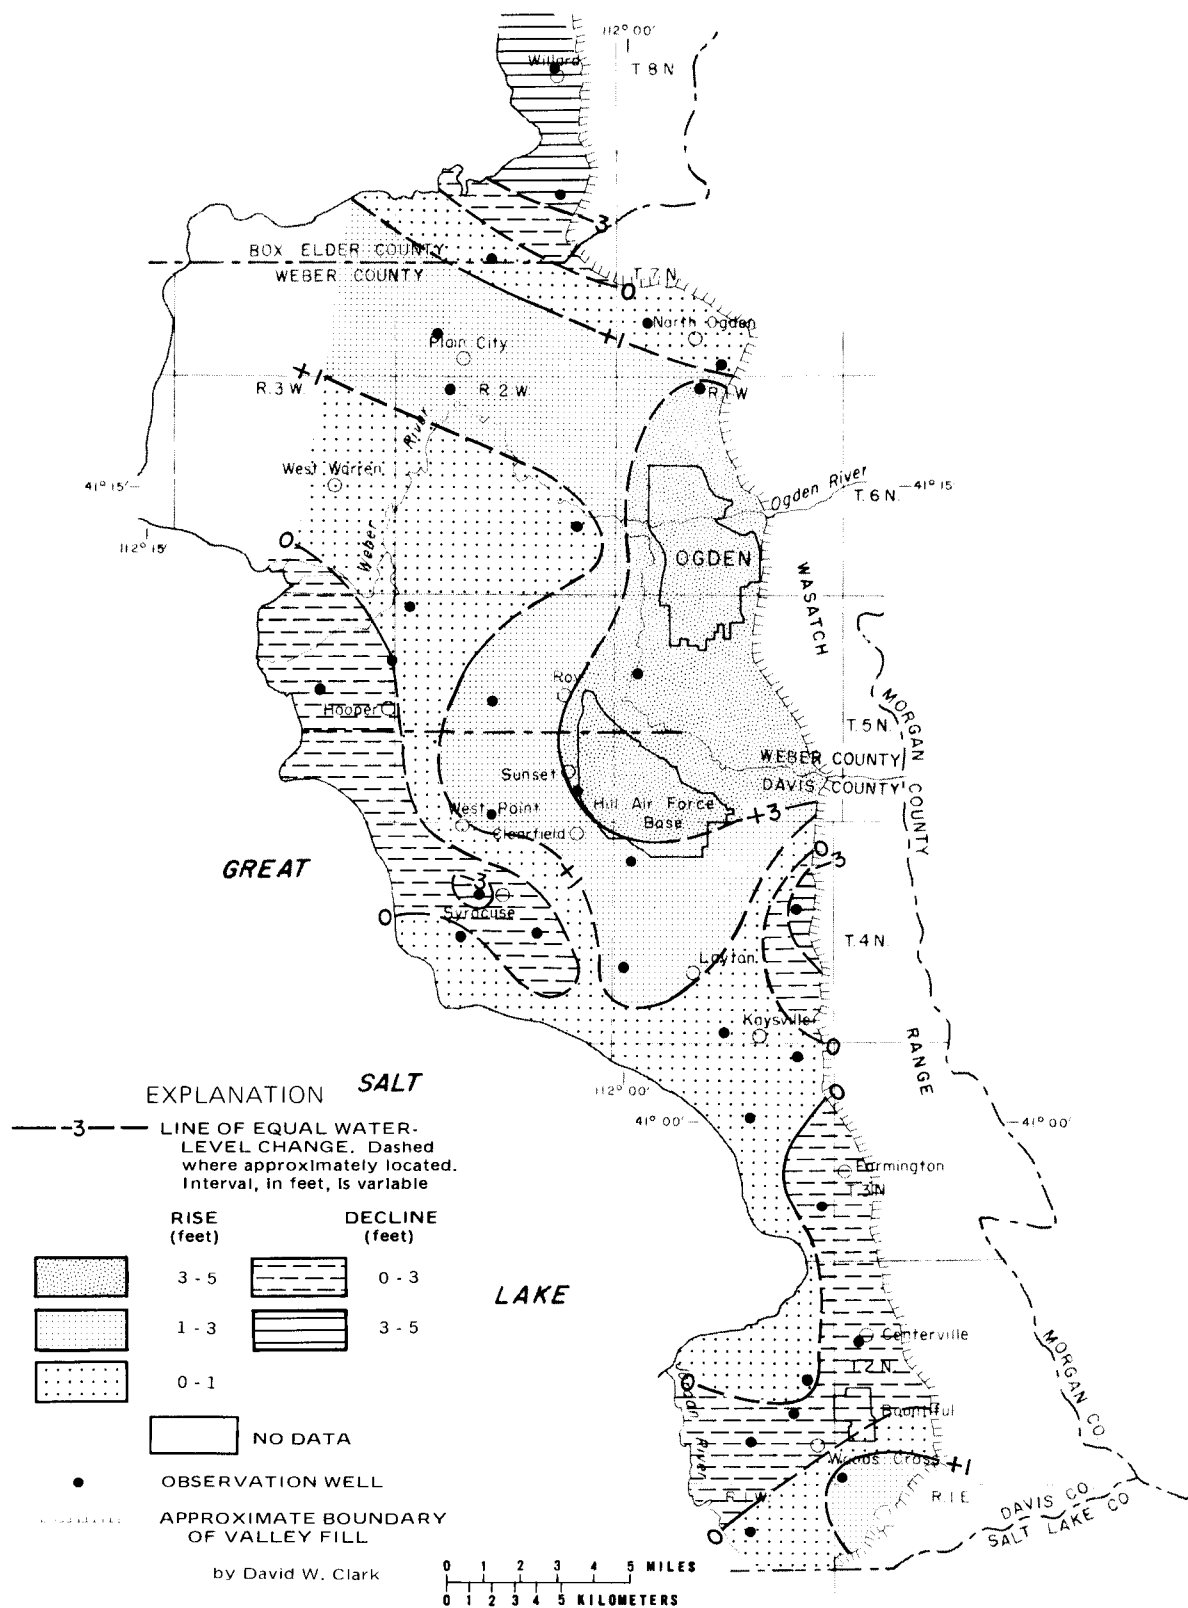 112° 00'
Willard
T. 8 N.
3
BOX ELDER COUNTY
WEBER COUNTY
T. 7 N.
0
North Ogden
+1
Plain City
+1
R. 3 W.
R. 2 W.
R. 1 W.
River
West Warren
41° 15'
Ogden River
T. 6 N.
41° 15'
112° 15'
0
Weber
OGDEN
WASATCH
Roy
Hooper
MORGAN COUNTY
T. 5 N.
WEBER COUNTY
DAVIS COUNTY
Sunset
Hill Air Force
Base
+3
West Point
Clearfield
0
3
GREAT
+1
3
Syracuse
0
T. 4 N.
Layton
Kaysville
0
RANGE
EXPLANATION
SALT
112° 00'
0
41° 00'
41° 00'
-3
LINE OF EQUAL WATER-
LEVEL CHANGE. Dashed
where approximately located.
Interval, in feet, is variable
Farmington
T. 3 N.
RISE
(feet)
DECLINE
(feet)
3 - 5
0 - 3
LAKE
1 - 3
3 - 5
0 - 1
Centerville
MORGAN CO
T. 2 N.
0
Jordan River
Bountiful
NO DATA
Woods Cross
+1
OBSERVATION WELL
R. 1 W.
R. 1 E.
DAVIS CO
SALT LAKE CO
APPROXIMATE BOUNDARY
OF VALLEY FILL
0
by David W. Clark
0 1 2 3 4 5 MILES
0 1 2 3 4 5 KILOMETERS